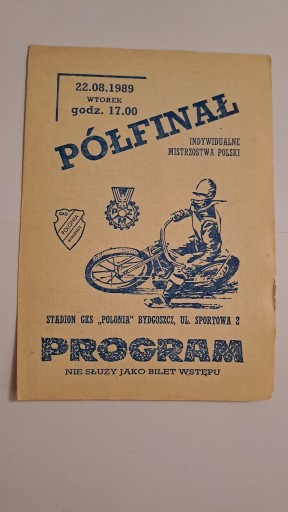 22.08.1989
WTOREK
godz. 17.00
PÓŁFINAŁ
INDYWIDUALNE
MISTRZOSTWA POLSKI
GKS
POLONIA
PZM
STADION GKS „POLONIA" BYDGOSZCZ, UL. SPORTOWA 2
PROGRAM
NIE SŁUŻY JAKO BILET WSTĘPU